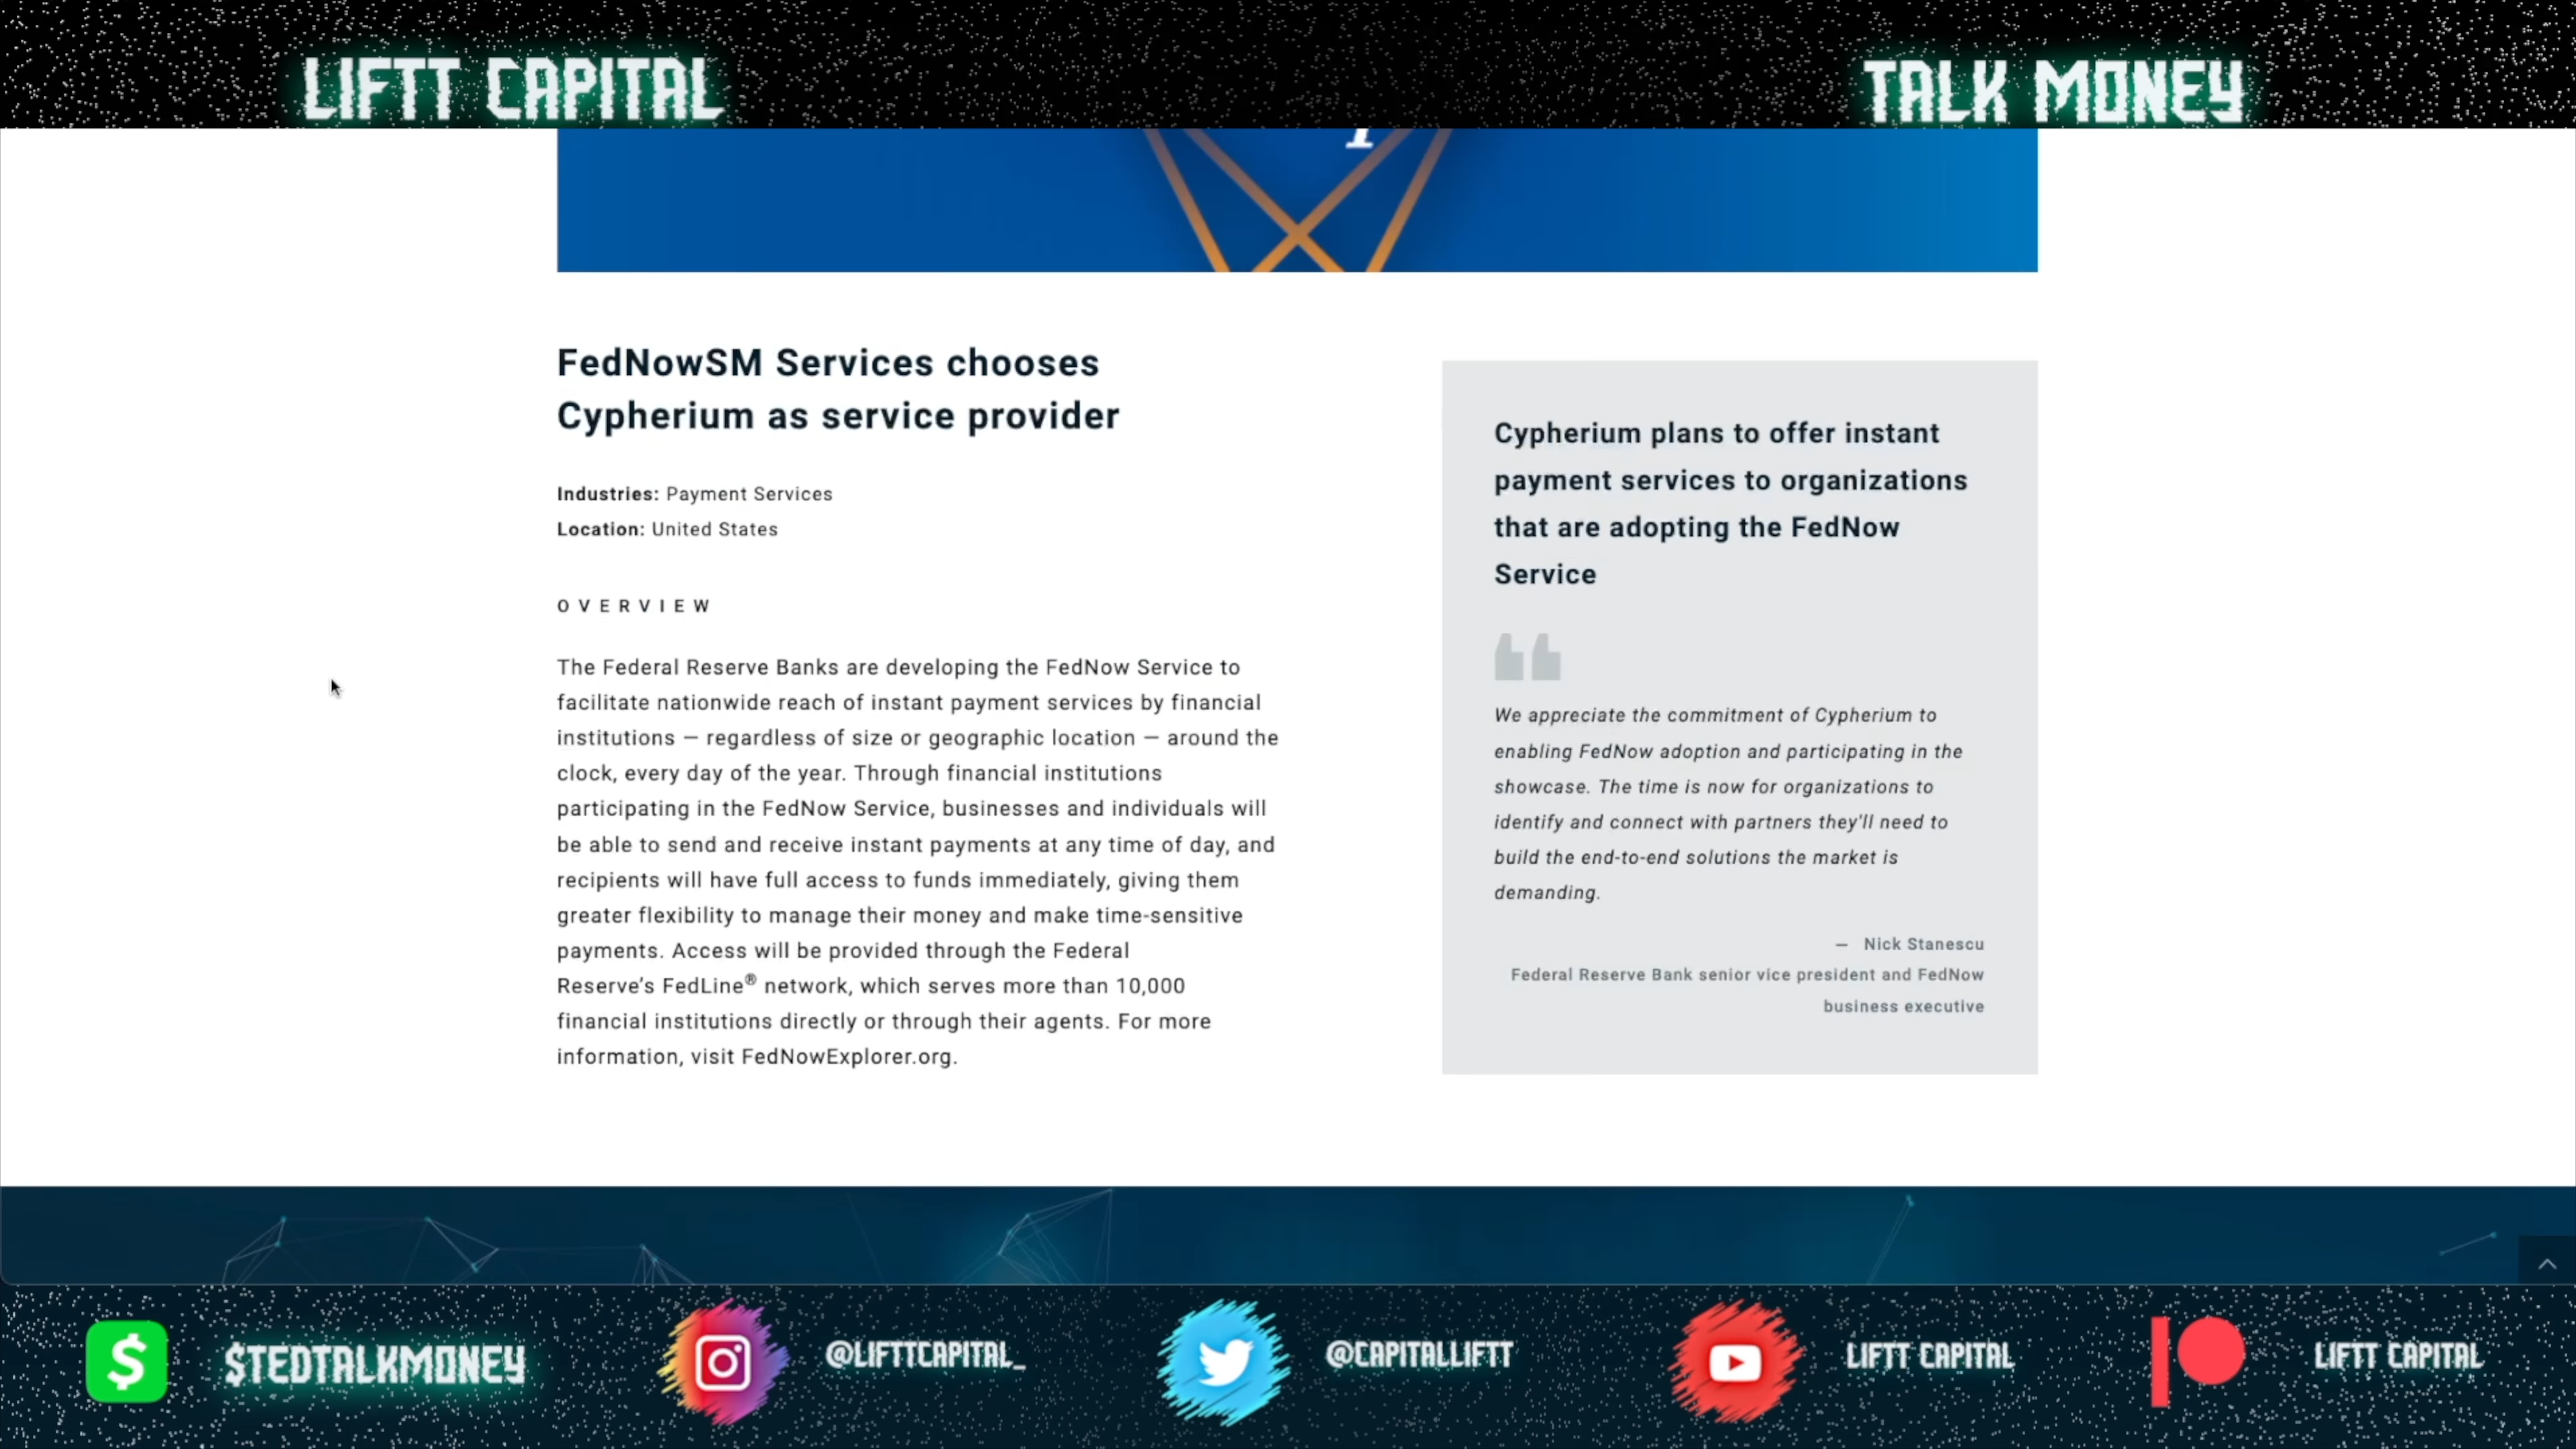 LIFTT CAPITAL
TALK MONEY
FedNowSM Services chooses
Cypherium as service provider
Industries: Payment Services
Location: United States
OVERVIEW
The Federal Reserve Banks are developing the FedNow Service to
facilitate nationwide reach of instant payment services by financial
institutions — regardless of size or geographic location — around the
clock, every day of the year. Through financial institutions
participating in the FedNow Service, businesses and individuals will
be able to send and receive instant payments at any time of day, and
recipients will have full access to funds immediately, giving them
greater flexibility to manage their money and make time-sensitive
payments. Access will be provided through the Federal
Reserve's FedLine® network, which serves more than 10,000
financial institutions directly or through their agents. For more
information, visit FedNowExplorer.org.
Cypherium plans to offer instant
payment services to organizations
that are adopting the FedNow
Service
We appreciate the commitment of Cypherium to
enabling FedNow adoption and participating in the
showcase. The time is now for organizations to
identify and connect with partners they'll need to
build the end-to-end solutions the market is
demanding.
— Nick Stanescu
Federal Reserve Bank senior vice president and FedNow
business executive
$TEDTALKMONEY
@LIFTTCAPITAL_
@CAPITALLIFTT
LIFTT CAPITAL
LIFTT CAPITAL